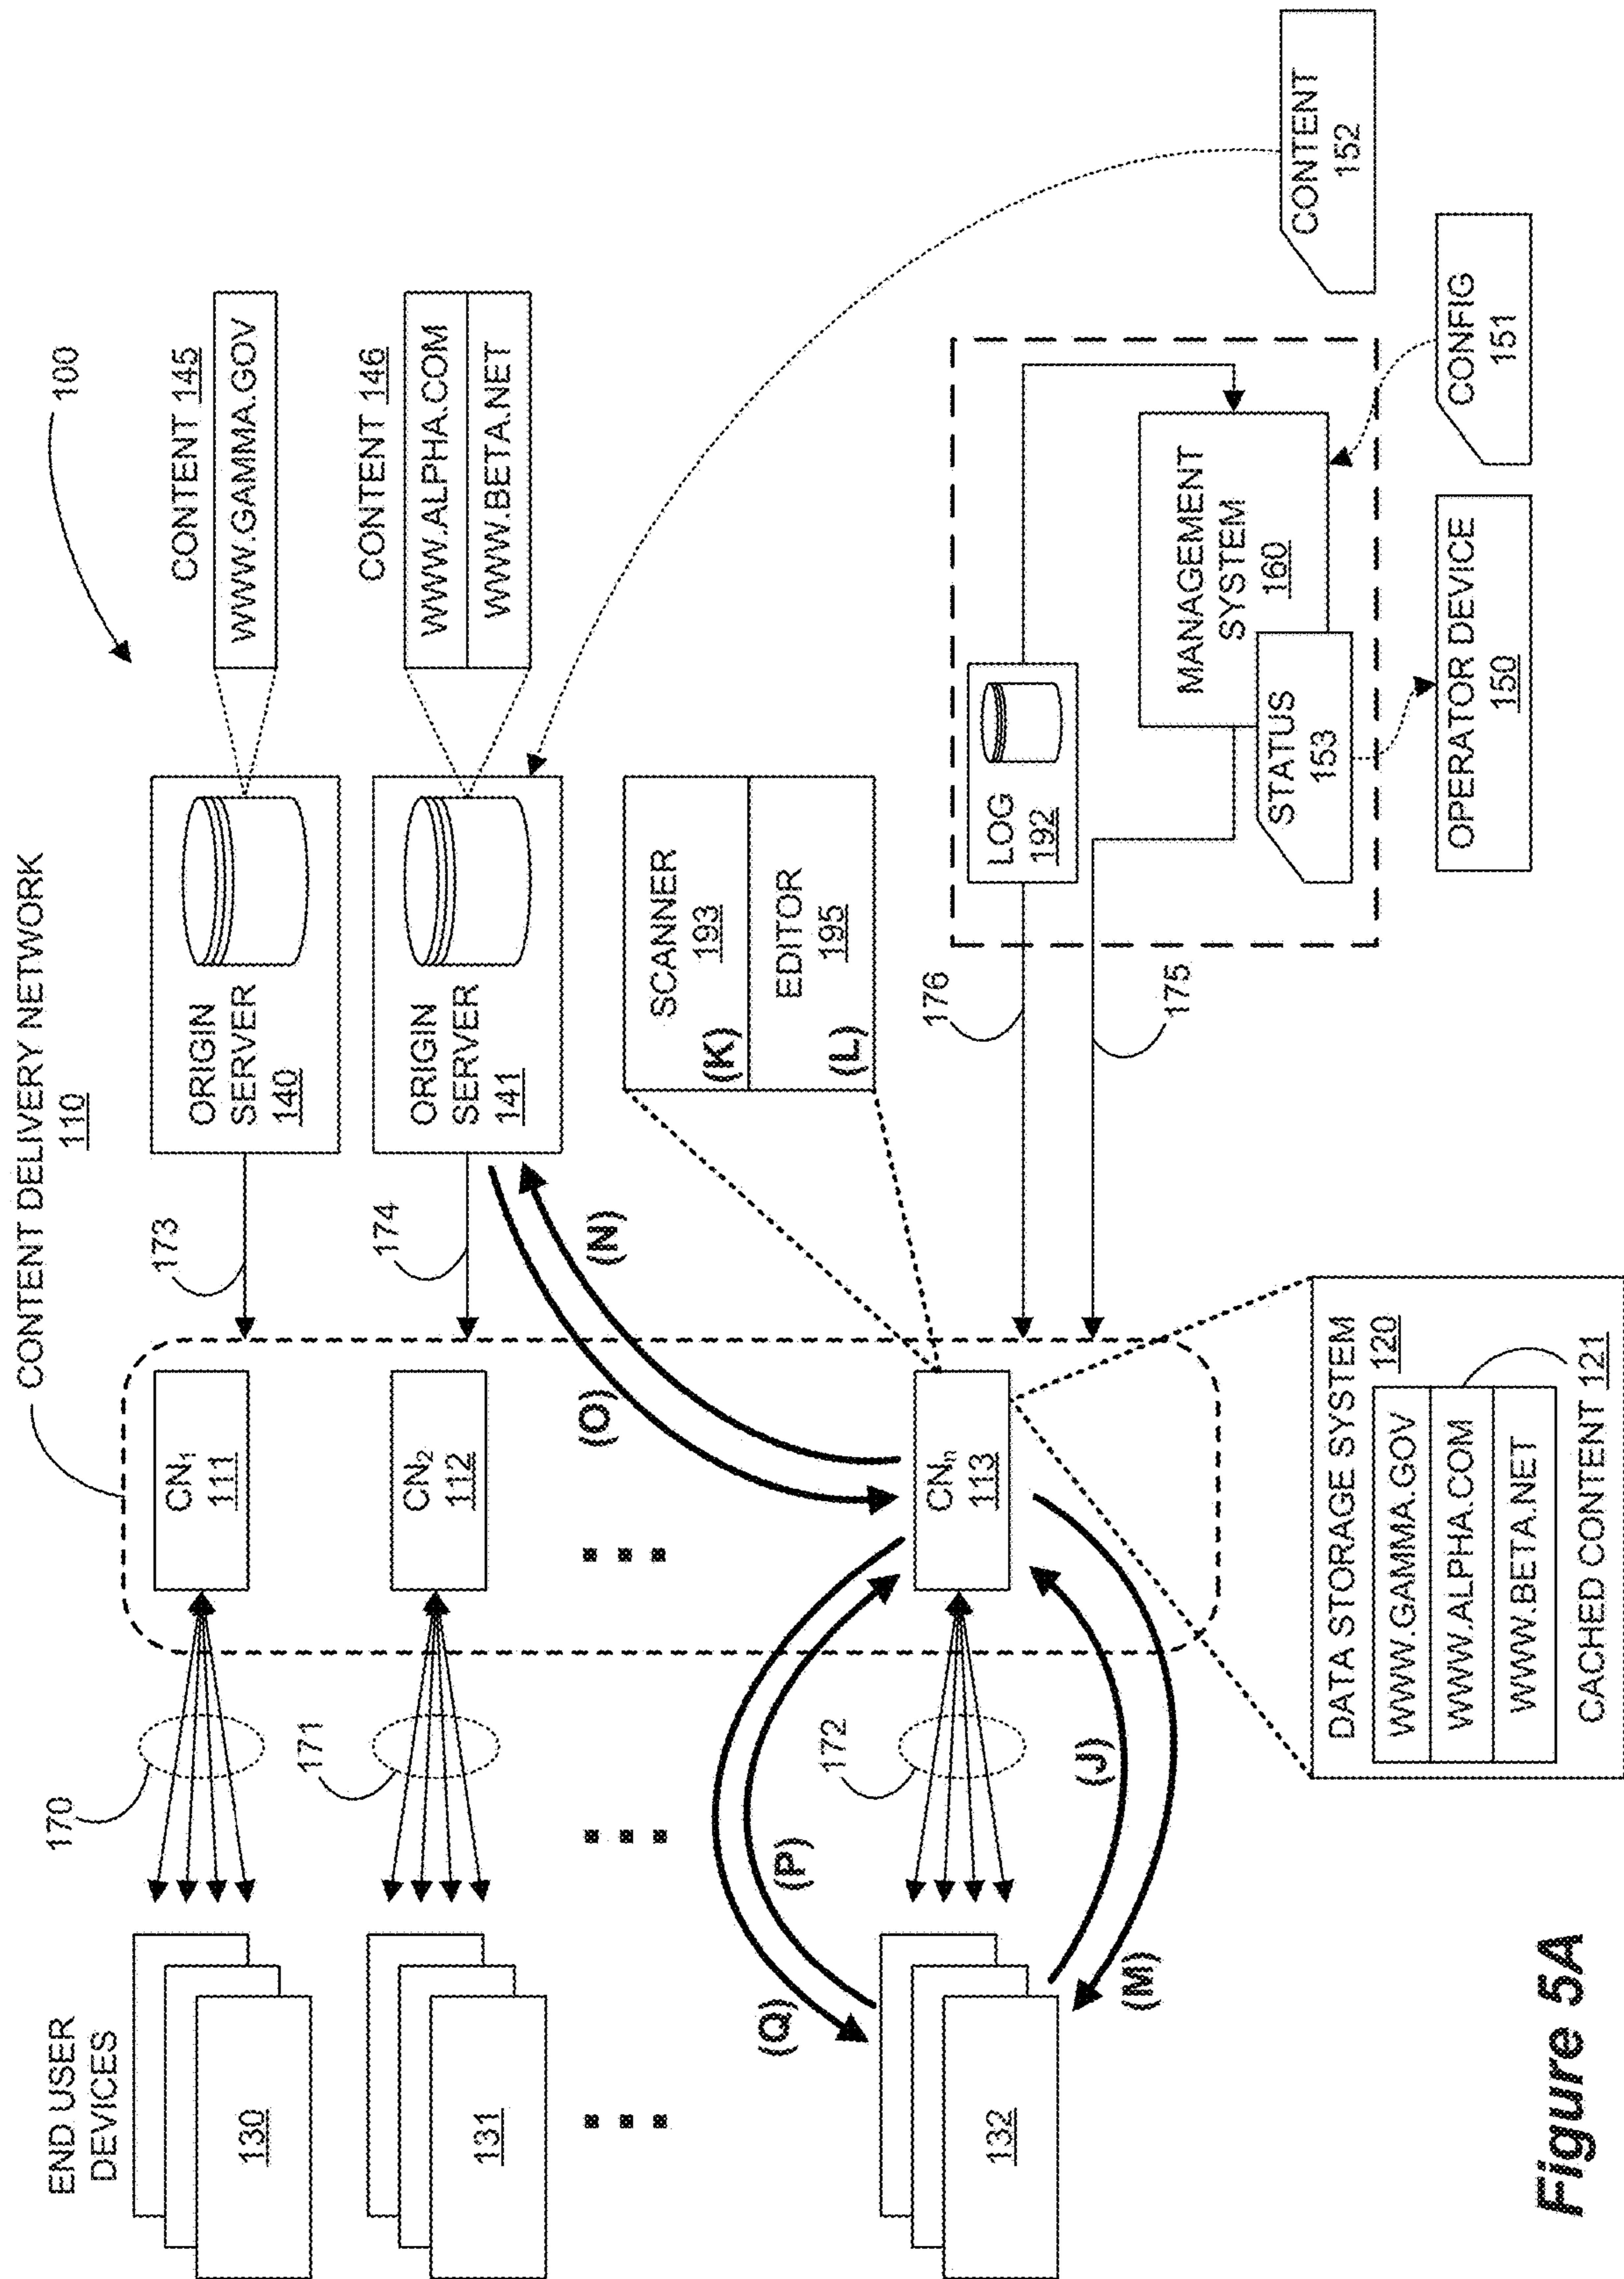 CONTENT DELIVERY NETWORK
110
100
END USER
DEVICES
130
131
132
170
171
172
CN1
111
CN2
112
CNn
113
173
174
176
175
ORIGIN
SERVER
140
ORIGIN
SERVER
141
CONTENT 145
WWW.GAMMA.GOV
CONTENT 146
WWW.ALPHA.COM
WWW.BETA.NET
SCANNER
193
(K)
EDITOR
195
(L)
(O)
(N)
(Q)
(P)
(J)
(M)
LOG
192
MANAGEMENT
SYSTEM
160
STATUS
153
OPERATOR DEVICE
150
CONFIG
151
CONTENT
152
DATA STORAGE SYSTEM
120
WWW.GAMMA.GOV
WWW.ALPHA.COM
WWW.BETA.NET
CACHED CONTENT 121
Figure 5A